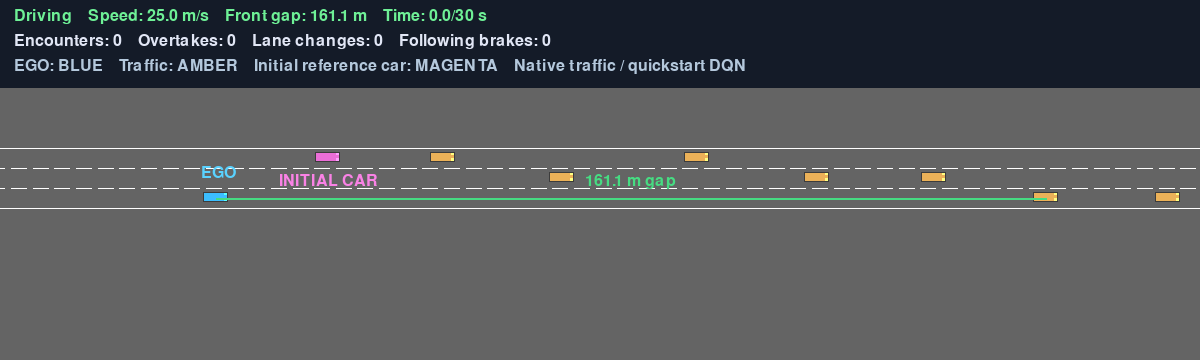 Driving Speed: 25.0 m/s Front gap: 161.1 m Time: 0.0/30 s
Encounters: 0 Overtakes: 0 Lane changes: 0 Following brakes: 0
EGO: BLUE Traffic: AMBER Initial reference car: MAGENTA Native traffic / quickstart DQN
EGO
INITIAL CAR 161.1 m gap